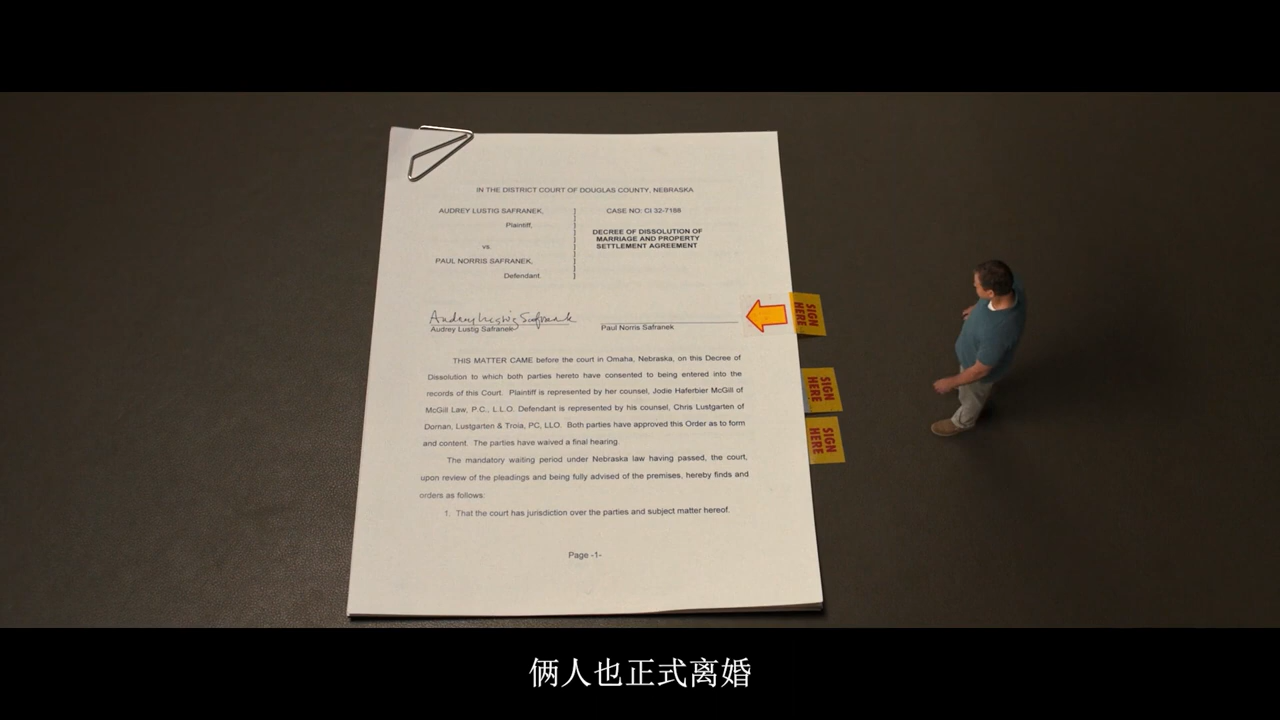 IN THE DISTRICT COURT OF DOUGLAS COUNTY, NEBRASKA
AUDREY LUSTIG SAFRANEK,
Plaintiff,
vs.
PAUL NORRIS SAFRANEK,
Defendant.
CASE NO: CI 32-7188
DECREE OF DISSOLUTION OF
MARRIAGE AND PROPERTY
SETTLEMENT AGREEMENT
Audrey Lustig Safranek
Audrey Lustig Safranek
Paul Norris Safranek
SIGN HERE
SIGN HERE
SIGN HERE
THIS MATTER CAME before the court in Omaha, Nebraska, on this Decree of
Dissolution to which both parties hereto have consented to being entered into the
records of this Court. Plaintiff is represented by her counsel, Jodie Haferbier McGill of
McGill Law, P.C., L.L.O. Defendant is represented by his counsel, Chris Lustgarten of
Dornan, Lustgarten & Troia, PC, LLO. Both parties have approved this Order as to form
and content. The parties have waived a final hearing.
The mandatory waiting period under Nebraska law having passed, the court,
upon review of the pleadings and being fully advised of the premises, hereby finds and
orders as follows:
1. That the court has jurisdiction over the parties and subject matter hereof.
Page -1-
俩人也正式离婚